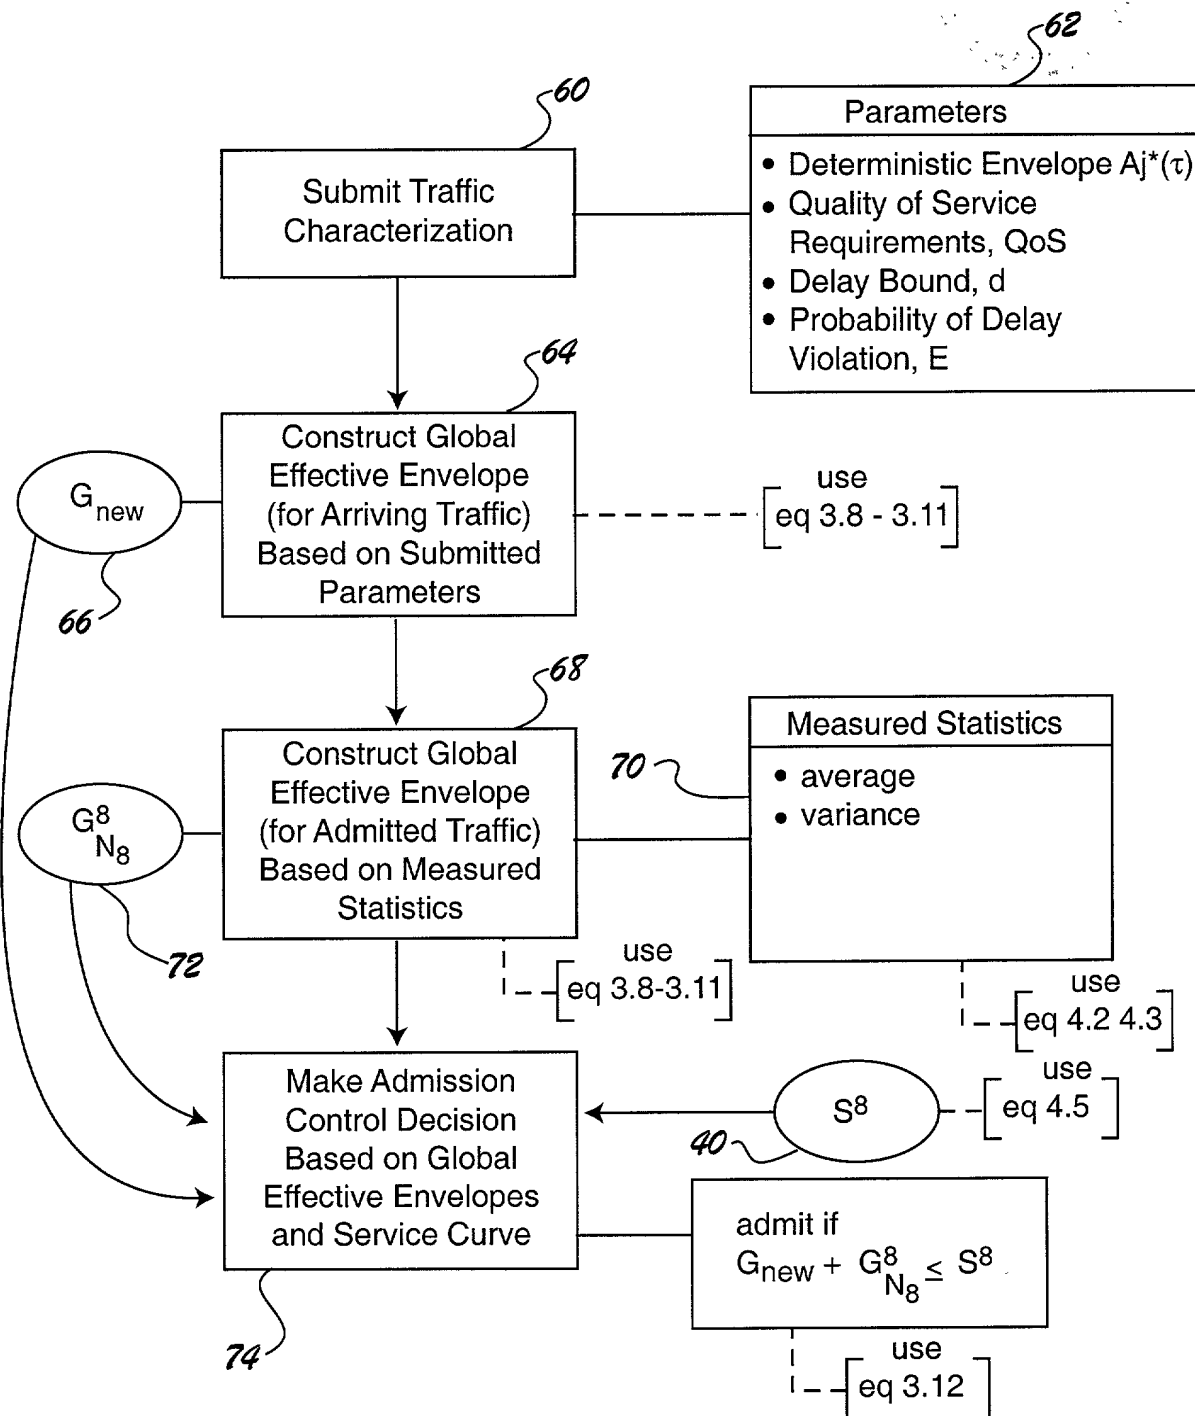 62
60
Parameters
• Deterministic Envelope Aj*(τ)
• Quality of Service
Requirements, QoS
• Delay Bound, d
• Probability of Delay
Violation, E
Submit Traffic
Characterization
64
Construct Global
Effective Envelope
(for Arriving Traffic)
Based on Submitted
Parameters
G new
66
use
eq 3.8 - 3.11
68
Construct Global
Effective Envelope
(for Admitted Traffic)
Based on Measured
Statistics
G 8 N 8
72
70
Measured Statistics
• average
• variance
use
eq 3.8-3.11
use
eq 4.2 4.3
Make Admission
Control Decision
Based on Global
Effective Envelopes
and Service Curve
74
S8
40
use
eq 4.5
admit if
Gnew + G 8 N 8 ≤ S8
use
eq 3.12